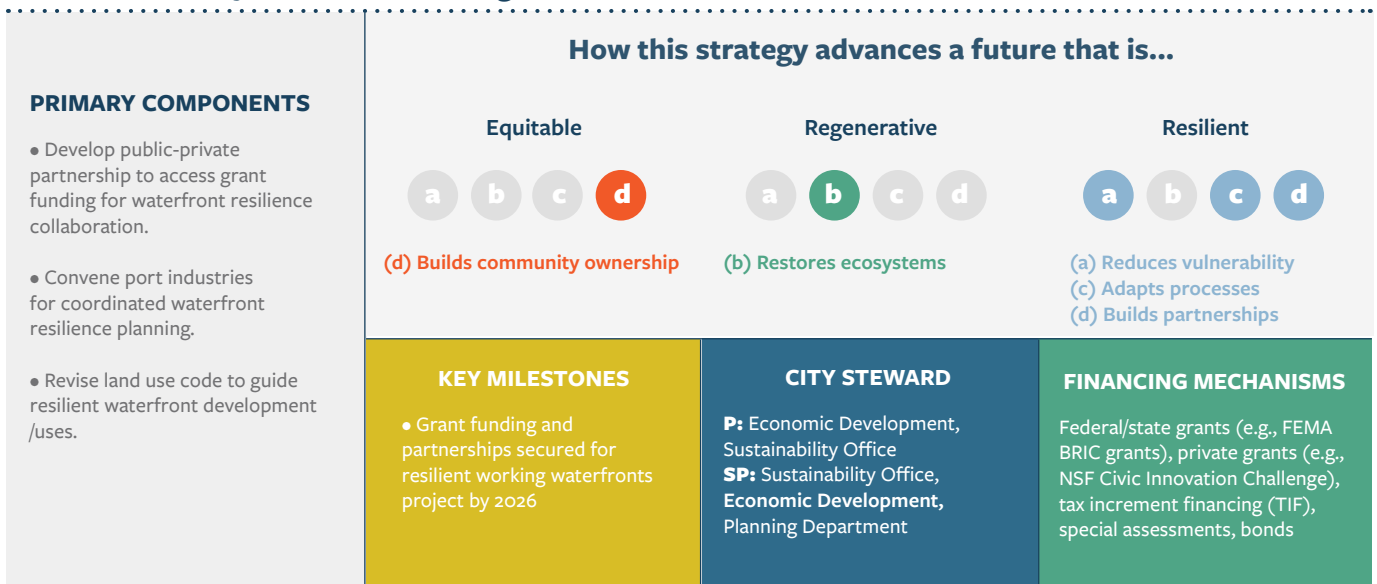 PRIMARY COMPONENTS
• Develop public-private
partnership to access grant
funding for waterfront resilience
collaboration.
• Convene port industries
for coordinated waterfront
resilience planning.
• Revise land use code to guide
resilient waterfront development
/uses.
How this strategy advances a future that is...
Equitable
a b c d
(d) Builds community ownership
Regenerative
a b c d
(b) Restores ecosystems
Resilient
a b c d
(a) Reduces vulnerability
(c) Adapts processes
(d) Builds partnerships
KEY MILESTONES
• Grant funding and
partnerships secured for
resilient working waterfronts
project by 2026
CITY STEWARD
P: Economic Development,
Sustainability Office
SP: Sustainability Office,
Economic Development,
Planning Department
FINANCING MECHANISMS
Federal/state grants (e.g., FEMA
BRIC grants), private grants (e.g.,
NSF Civic Innovation Challenge),
tax increment financing (TIF),
special assessments, bonds